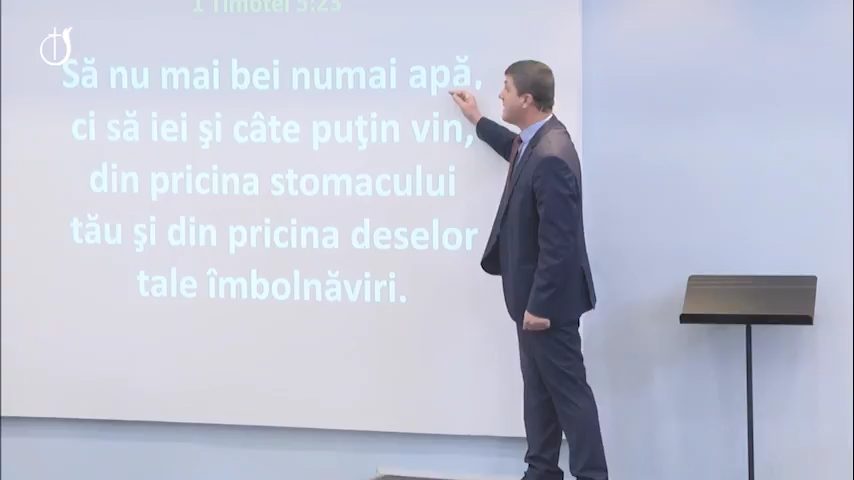 1 Timotei 5:23
Să nu mai bei numai apă,
ci să iei şi câte puţin vin,
din pricina stomacului
tău şi din pricina deselor
tale îmbolnăviri.